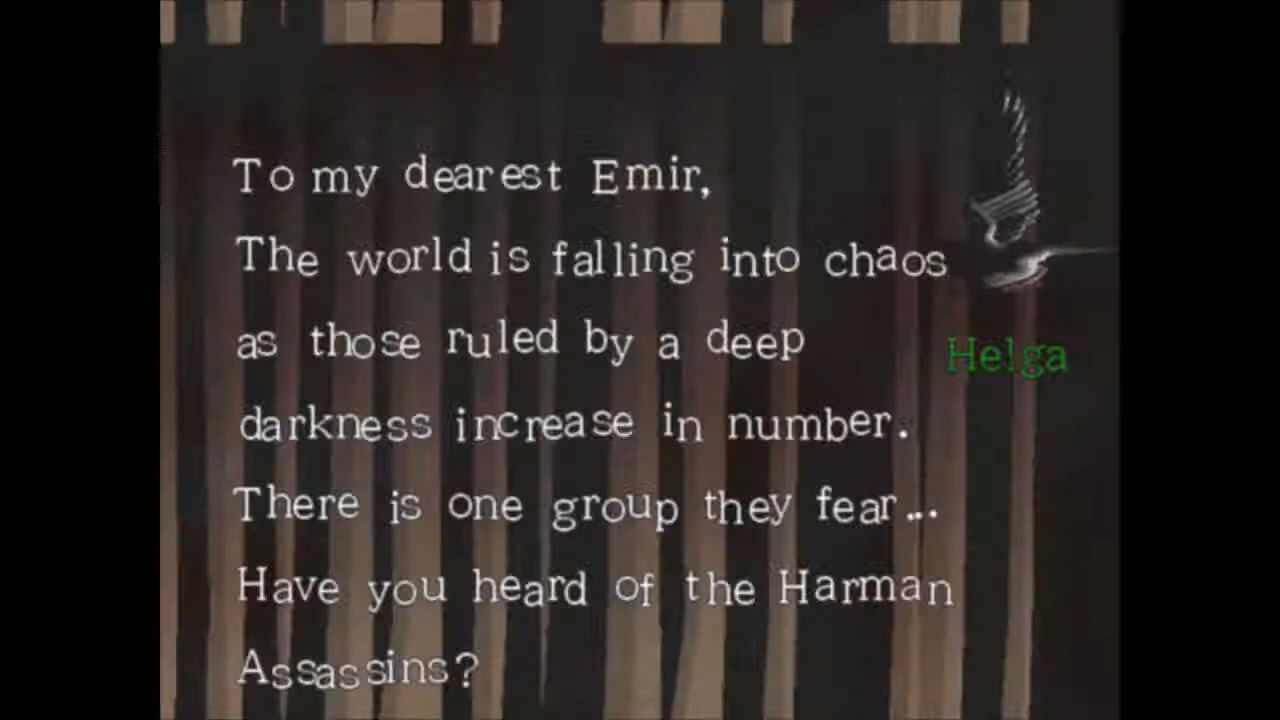 To my dearest Emir,
The world is falling into chaos
as those ruled by a deep
Helga
darkness increase in number.
There is one group they fear...
Have you heard of the Harman
Assassins?